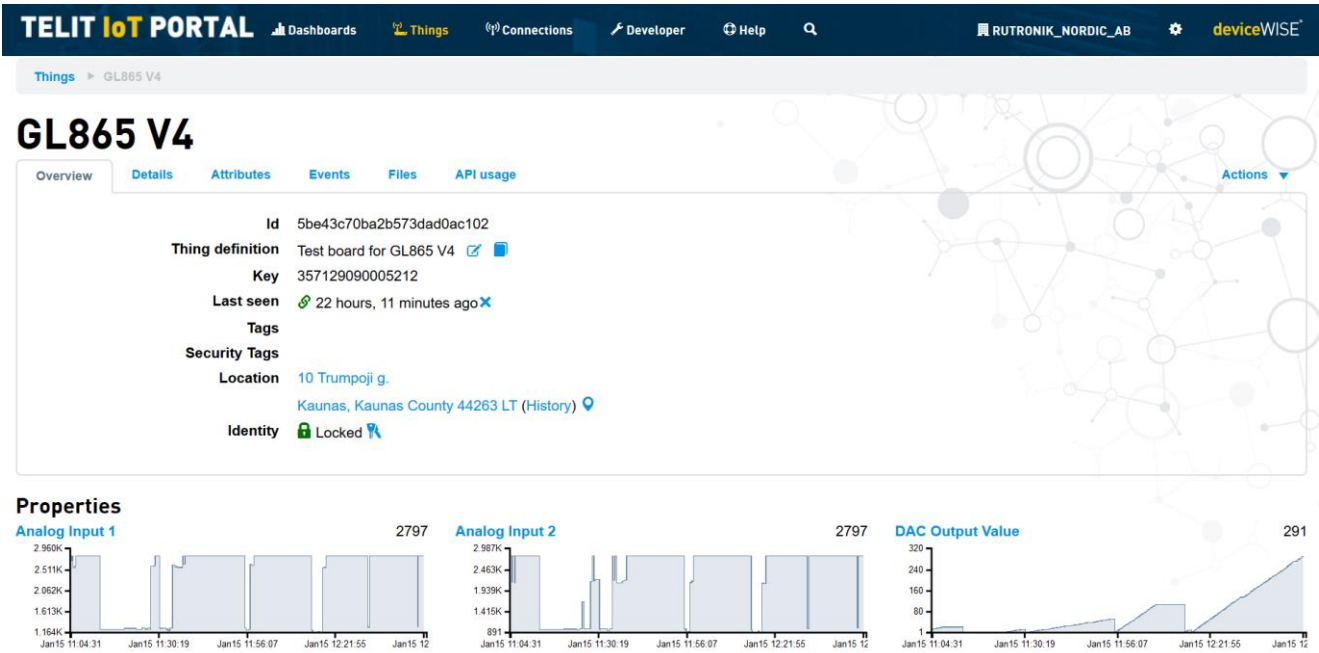 TELIT IoT PORTAL Dashboards Things Connections Developer Help RUTRONIK_NORDIC_AB deviceWISE
Things GL865 V4
GL865 V4
Overview Details Attributes Events Files API usage Actions
Id 5be43c70ba2b573dad0ac102
Thing definition Test board for GL865 V4
Key 357129090005212
Last seen 22 hours, 11 minutes ago
Tags
Security Tags
Location 10 Trumpoji g.
Kaunas, Kaunas County 44263 LT (History)
Identity Locked
Properties
Analog Input 1 2797
2.960K
2.511K
2.062K
1.613K
1.164K
Jan15 11:04.31 Jan15 11:30:19 Jan15 11:56:07 Jan15 12:21:55 Jan15 12
Analog Input 2 2797
2.987K
2.463K
1.939K
1.415K
891
Jan15 11:04.31 Jan15 11:30:19 Jan15 11:56:07 Jan15 12:21:55 Jan15 12
DAC Output Value 291
320
240
160
80
1
Jan15 11:04.31 Jan15 11:30:19 Jan15 11:56:07 Jan15 12:21:55 Jan15 12